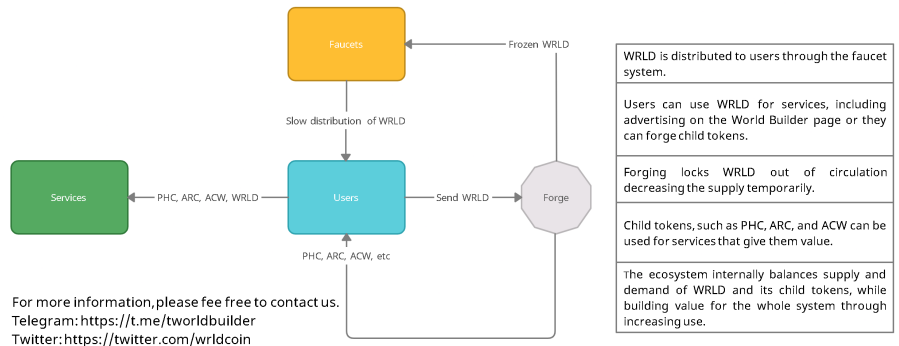 Faucets
Frozen WRLD
Slow distribution of WRLD
Services
PHC, ARC, ACW, WRLD
Users
Send WRLD
Forge
PHC, ARC, ACW, etc
WRLD is distributed to users through the faucet
system.
Users can use WRLD for services, including
advertising on the World Builder page or they
can forge child tokens.
Forging locks WRLD out of circulation
decreasing the supply temporarily.
Child tokens, such as PHC, ARC, and ACW can be
used for services that give them value.
The ecosystem internally balances supply and
demand of WRLD and its child tokens, while
building value for the whole system through
increasing use.
For more information, please fee free to contact us.
Telegram: https://t.me/tworldbuilder
Twitter: https://twitter.com/wrldcoin